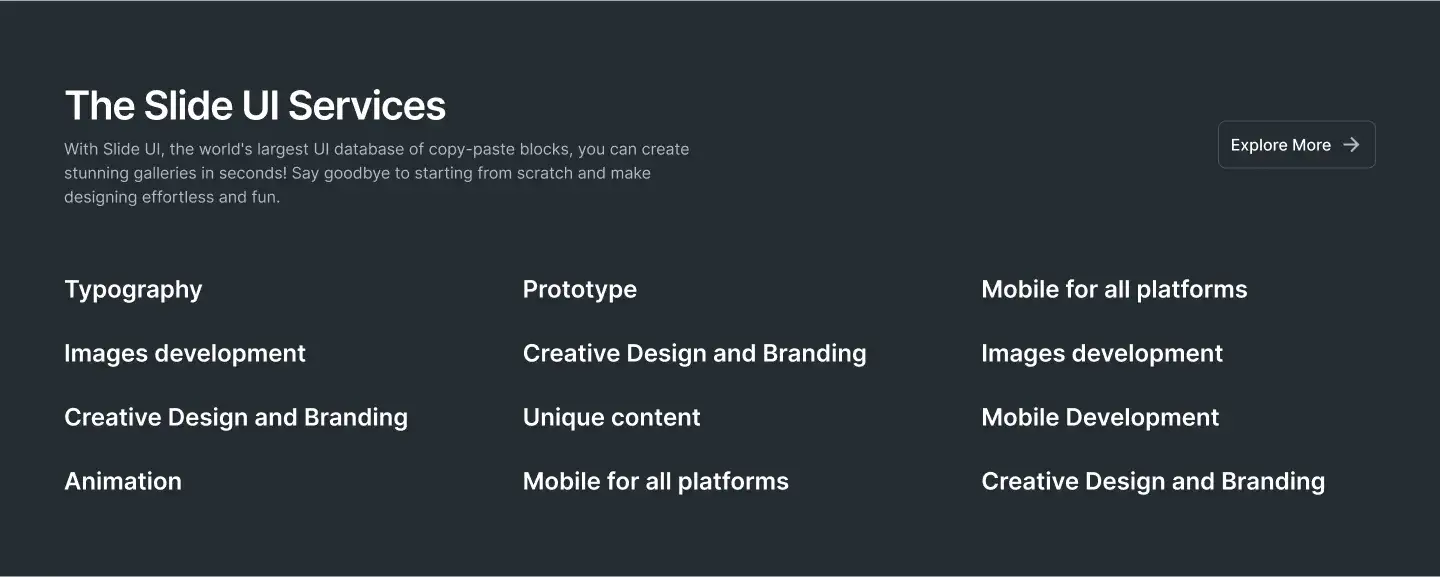 The Slide UI Services
With Slide UI, the world's largest UI database of copy-paste blocks, you can create
stunning galleries in seconds! Say goodbye to starting from scratch and make
designing effortless and fun.
Explore More
Typography
Images development
Creative Design and Branding
Animation
Prototype
Creative Design and Branding
Unique content
Mobile for all platforms
Mobile for all platforms
Images development
Mobile Development
Creative Design and Branding